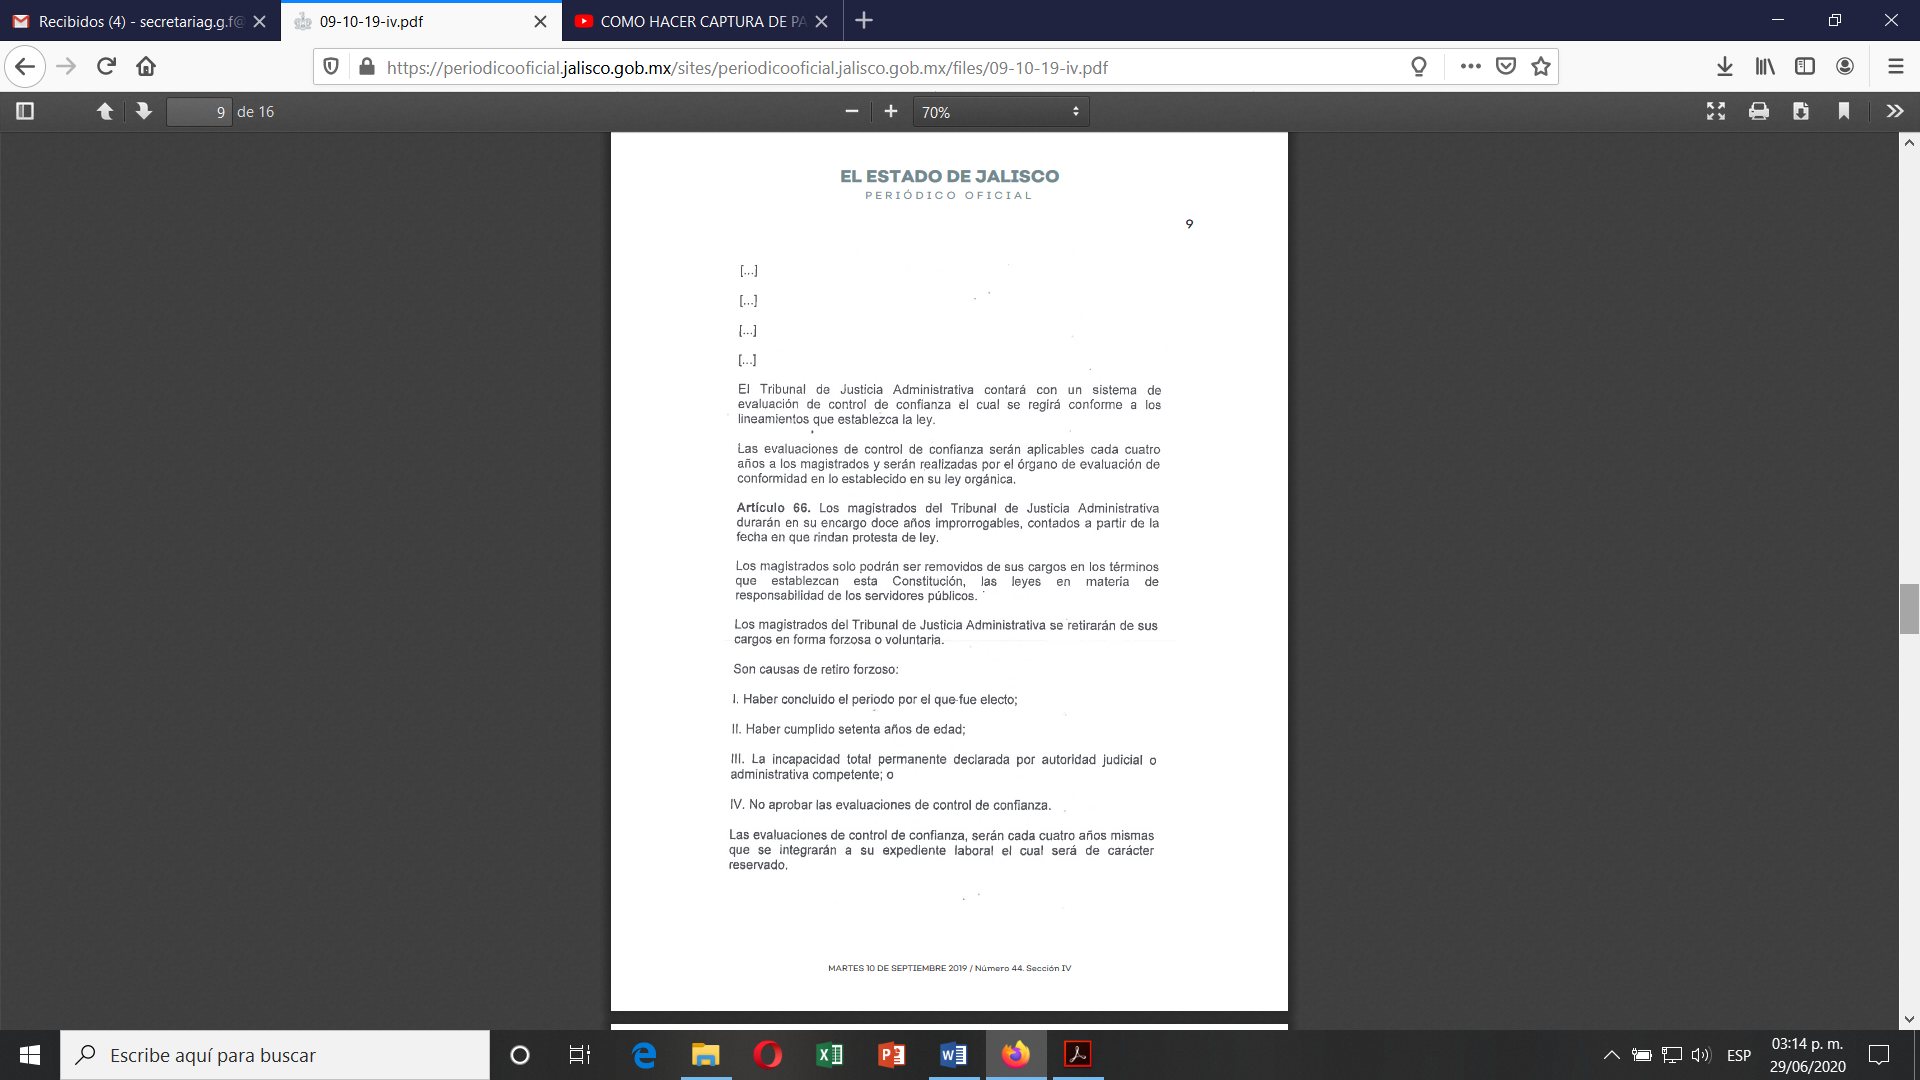 Recibidos (4) - secretariag.g.f@
09-10-19-iv.pdf
COMO HACER CAPTURA DE PA
https://periodicooficial.jalisco.gob.mx/sites/periodicooficial.jalisco.gob.mx/files/09-10-19-iv.pdf
9 de 16
70%
EL ESTADO DE JALISCO
PERIÓDICO OFICIAL
9
[...]
[...]
[...]
[...]
El Tribunal de Justicia Administrativa contará con un sistema de
evaluación de control de confianza el cual se regirá conforme a los
lineamientos que establezca la ley.
Las evaluaciones de control de confianza serán aplicables cada cuatro
años a los magistrados y serán realizadas por el órgano de evaluación de
conformidad en lo establecido en su ley orgánica.
Artículo 66. Los magistrados del Tribunal de Justicia Administrativa
durarán en su encargo doce años improrrogables, contados a partir de la
fecha en que rindan protesta de ley.
Los magistrados solo podrán ser removidos de sus cargos en los términos
que establezcan esta Constitución, las leyes en materia de
responsabilidad de los servidores públicos.
Los magistrados del Tribunal de Justicia Administrativa se retirarán de sus
cargos en forma forzosa o voluntaria.
Son causas de retiro forzoso:
I. Haber concluido el periodo por el que fue electo;
II. Haber cumplido setenta años de edad;
III. La incapacidad total permanente declarada por autoridad judicial o
administrativa competente; o
IV. No aprobar las evaluaciones de control de confianza.
Las evaluaciones de control de confianza, serán cada cuatro años mismas
que se integrarán a su expediente laboral el cual será de carácter
reservado.
MARTES 10 DE SEPTIEMBRE 2019 / Número 44. Sección IV
Escribe aquí para buscar
ESP
03:14 p. m.
29/06/2020